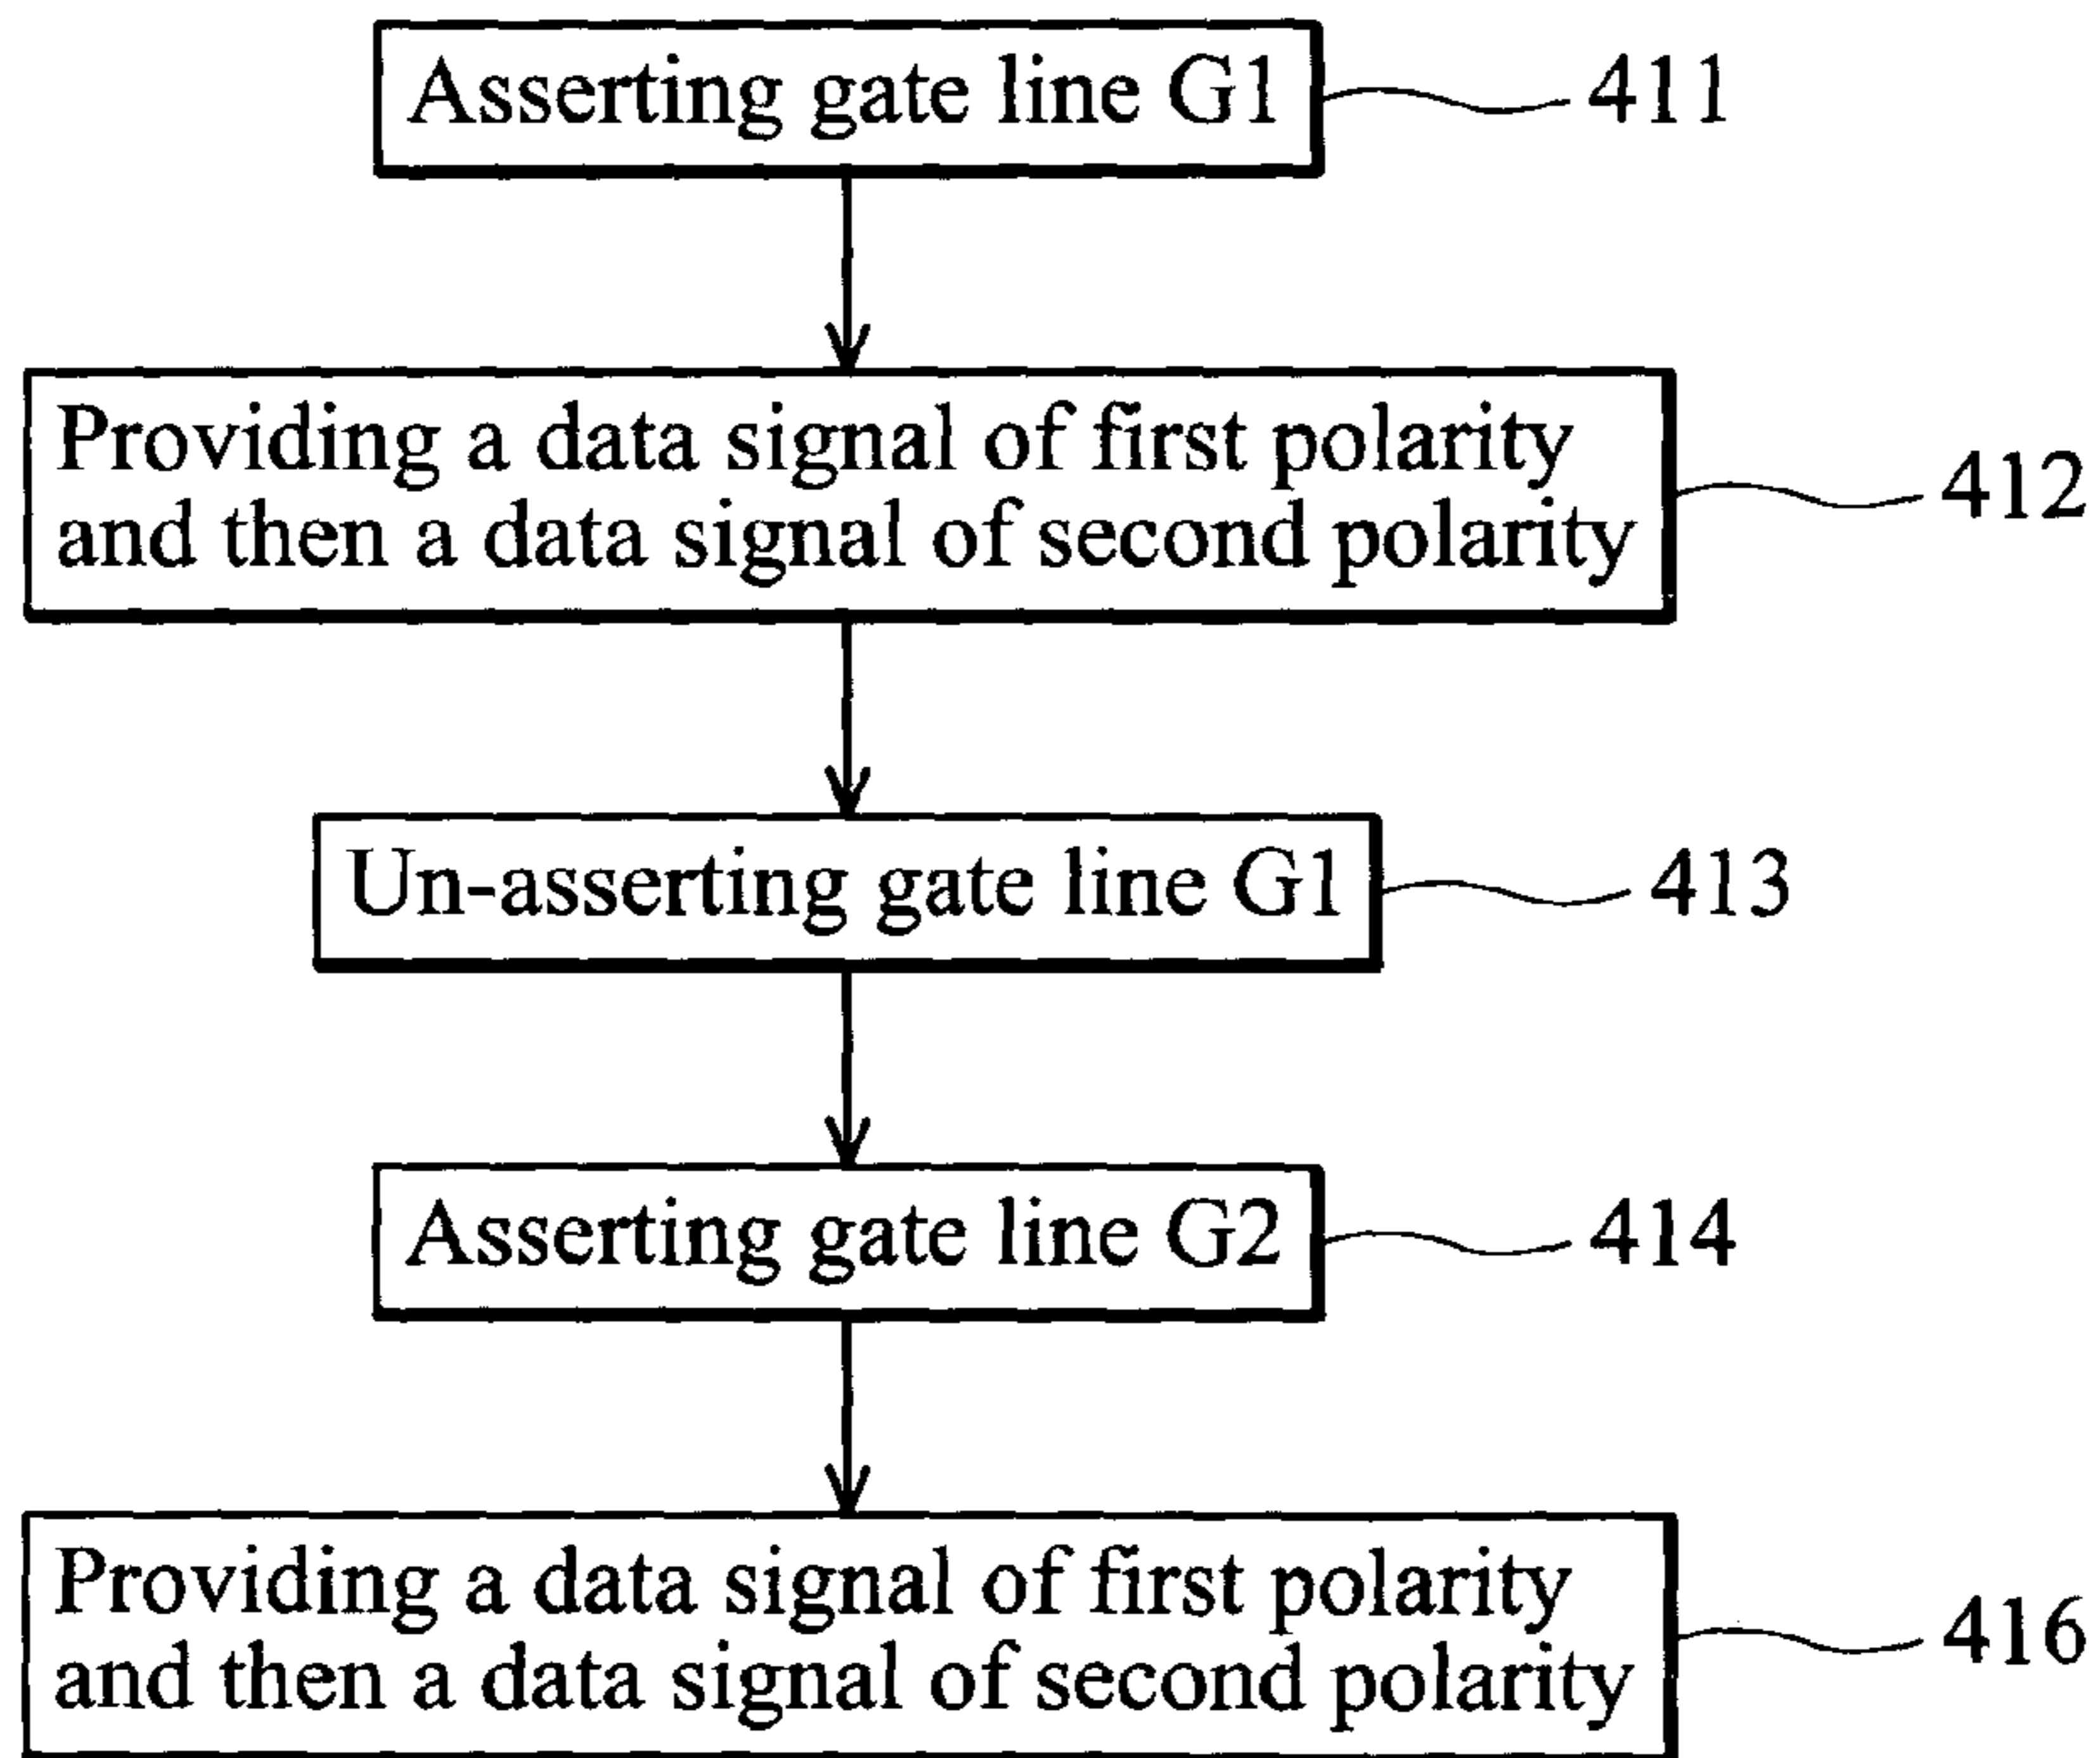 Asserting gate line G1
411
Providing a data signal of first polarity
and then a data signal of second polarity
412
Un-asserting gate line G1
413
Asserting gate line G2
414
Providing a data signal of first polarity
and then a data signal of second polarity
416